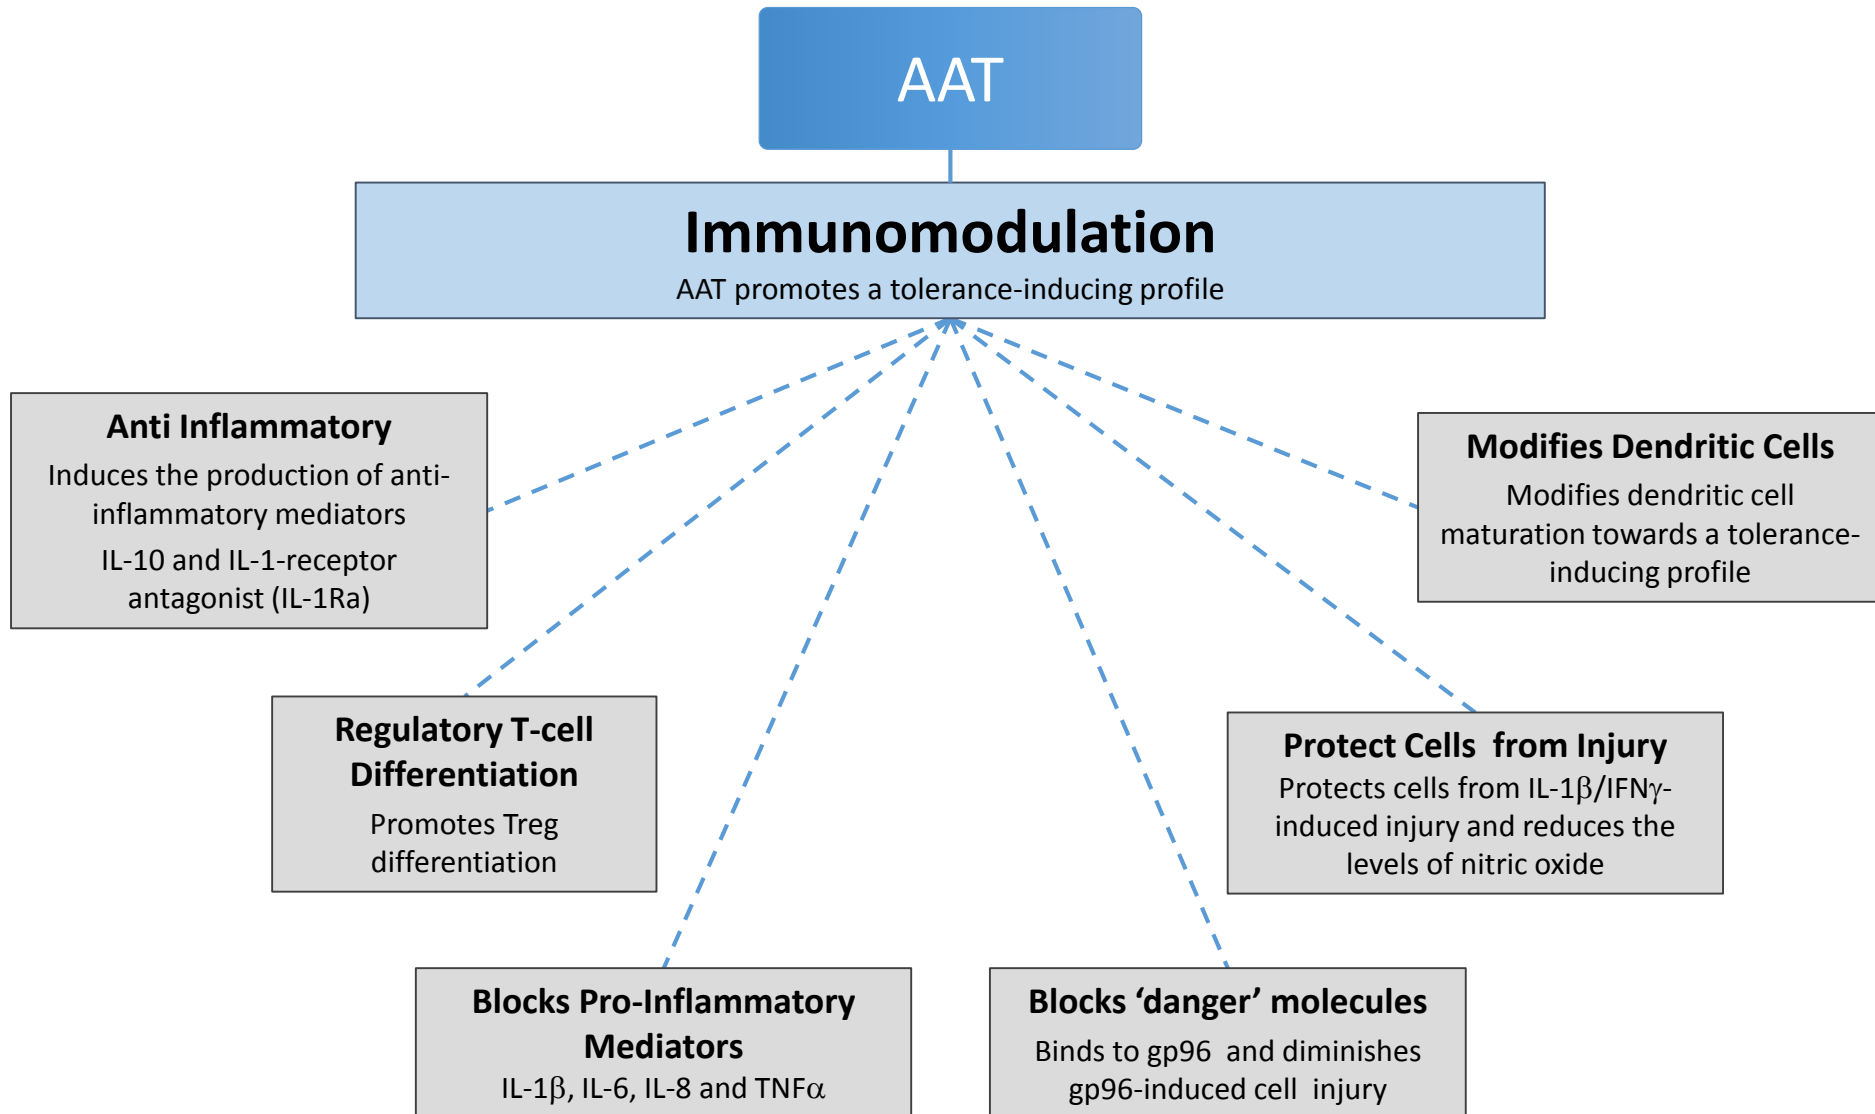 AAT
Immunomodulation
AAT promotes a tolerance-inducing profile
Anti Inflammatory
Induces the production of anti-
inflammatory mediators
IL-10 and IL-1-receptor
antagonist (IL-1Ra)
Modifies Dendritic Cells
Modifies dendritic cell
maturation towards a tolerance-
inducing profile
Regulatory T-cell
Differentiation
Promotes Treg
differentiation
Protect Cells from Injury
Protects cells from IL-1β/IFNγ-
induced injury and reduces the
levels of nitric oxide
Blocks Pro-Inflammatory
Mediators
IL-1β, IL-6, IL-8 and TNFα
Blocks ‘danger’ molecules
Binds to gp96 and diminishes
gp96-induced cell injury